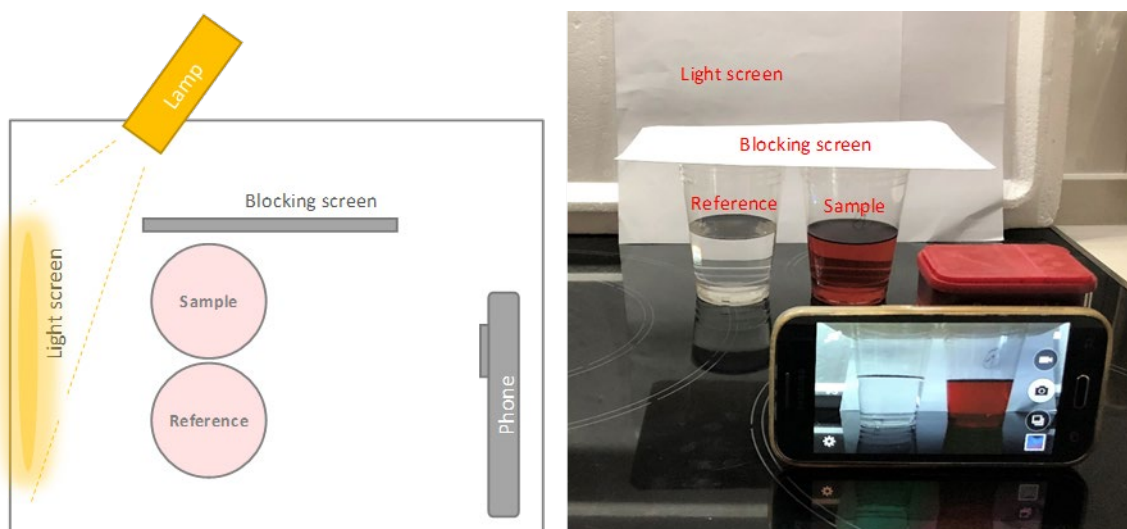 Lamp
Blocking screen
Light screen
Sample
Reference
Phone
Light screen
Blocking screen
Reference
Sample